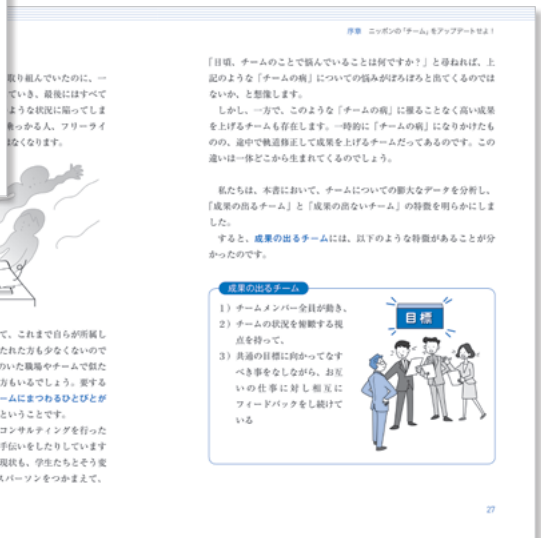 取り組んでいたのに、一
ていき、最後にはすべて
ような状況に陥ってしま
乗っかる人、フリーライ
はなくなります。
て、これまで自らが所属し
たれた方も少なくないので
のいた職場やチームで似た
方もいるでしょう。要する
ームにまつわるひとびとが
ということです。
コンサルティングを行った
手伝いをしたりしています
現状も、学生たちとそう変
スパーソンをつかまえて、
序章 ニッポンの「チーム」をアップデートせよ!
「日頃、チームのことで悩んでいることは何ですか?」と尋ねれば、上
記のような「チームの病」についての悩みがぽろぽろと出てくるのでは
ないか、と想像します。
しかし、一方で、このような「チームの病」に罹ることなく高い成果
を上げるチームも存在します。一時的に「チームの病」になりかけたも
のの、途中で軌道修正して成果を上げるチームだってあるのです。この
違いは一体どこから生まれてくるのでしょう。
私たちは、本書において、チームについての膨大なデータを分析し、
「成果の出るチーム」と「成果の出ないチーム」の特徴を明らかにしま
した。
すると、成果の出るチームには、以下のような特徴があることが分
かったのです。
成果の出るチーム
1)チームメンバー全員が動き、
2)チームの状況を俯瞰する視
点を持って、
3)共通の目標に向かってなす
べき事をなしながら、お互
いの仕事に対し相互に
フィードバックをし続けて
いる
目標
27